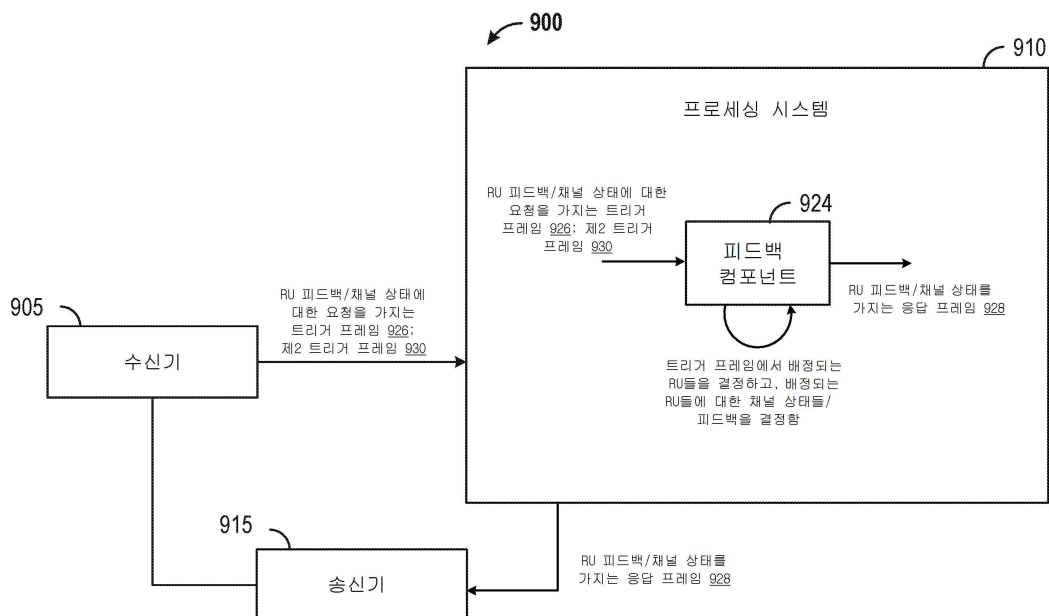 900
910
프로세싱 시스템
RU 피드백/채널 상태에 대한
요청을 가지는 트리거
프레임 926; 제2 트리거
프레임 930
924
피드백
컴포넌트
RU 피드백/채널 상태를
가지는 응답 프레임 928
트리거 프레임에서 배정되는
RU들을 결정하고, 배정되는
RU들에 대한 채널 상태들/
피드백을 결정함
905
수신기
RU 피드백/채널 상태에
대한 요청을 가지는
트리거 프레임 926;
제2 트리거 프레임 930
915
송신기
RU 피드백/채널 상태를
가지는 응답 프레임 928